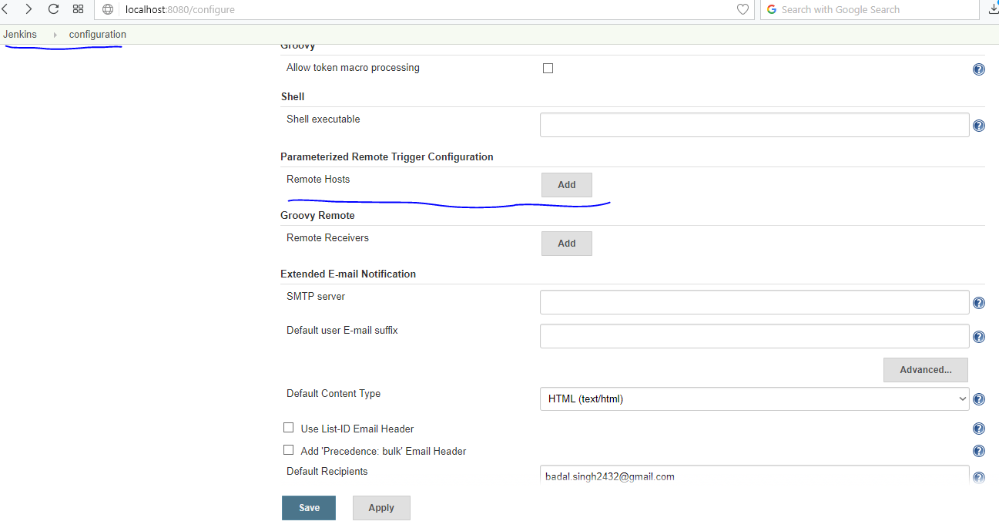 localhost:8080/configure
Search with Google Search
Jenkins
configuration
Groovy
Allow token macro processing
Shell
Shell executable
Parameterized Remote Trigger Configuration
Remote Hosts
Add
Groovy Remote
Remote Receivers
Add
Extended E-mail Notification
SMTP server
Default user E-mail suffix
Advanced...
Default Content Type
HTML (text/html)
Use List-ID Email Header
Add 'Precedence: bulk' Email Header
Default Recipients
badal.singh2432@gmail.com
Save
Apply